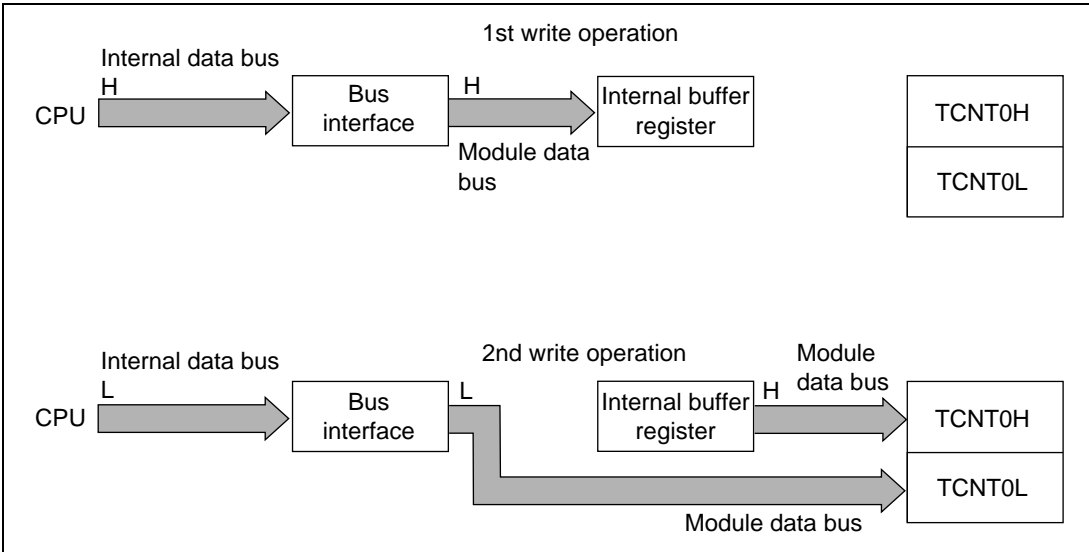 1st write operation
Internal data bus
H
CPU
Bus
interface
H
Module data
bus
Internal buffer
register
TCNT0H
TCNT0L
2nd write operation
Internal data bus
L
CPU
Bus
interface
L
Internal buffer
register
H
Module
data bus
TCNT0H
TCNT0L
Module data bus